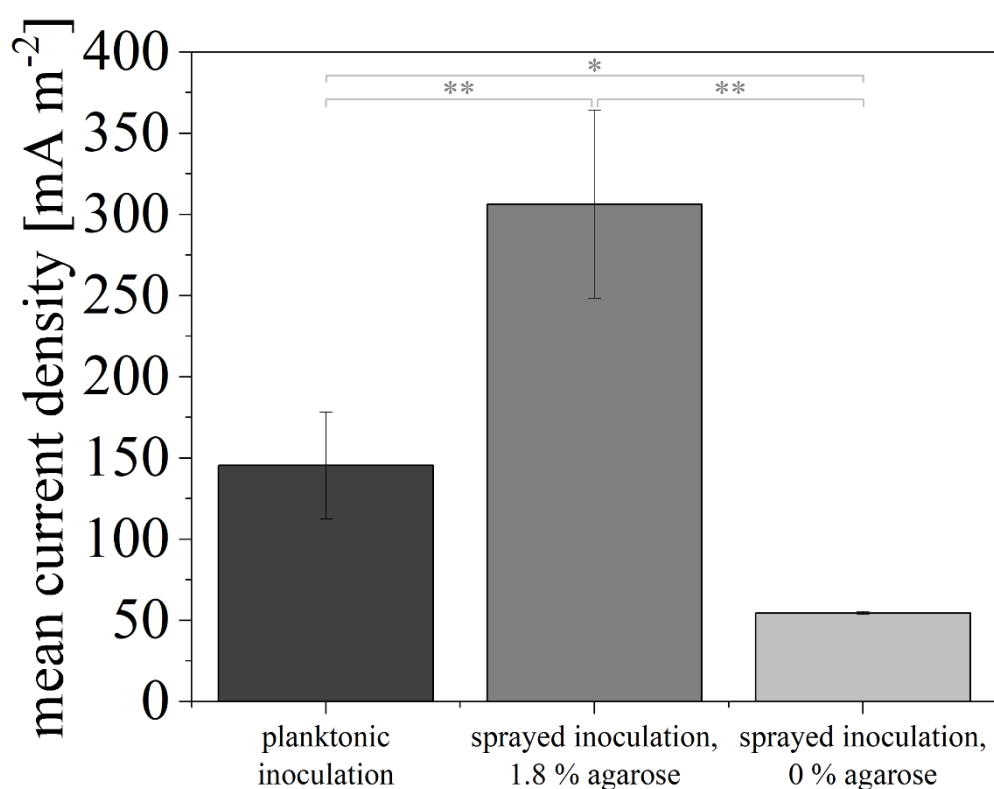 mean current density [mA m⁻²]
400
350
300
250
200
150
100
50
0
*
** **
planktonic inoculation
sprayed inoculation,
1.8 % agarose
sprayed inoculation,
0 % agarose